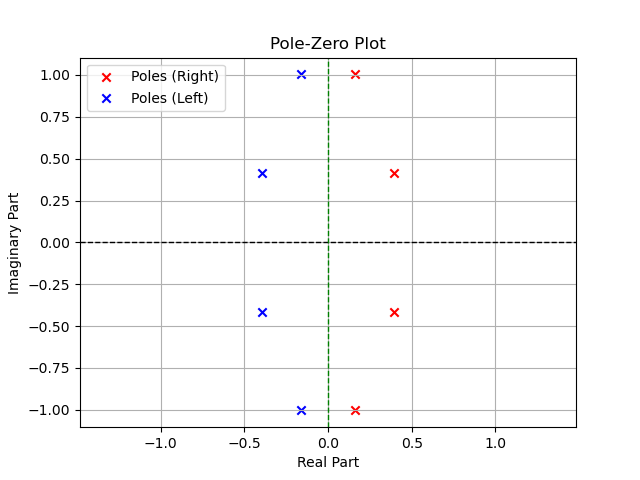 Pole-Zero Plot
Poles (Right)
Poles (Left)
1.00
0.75
0.50
0.25
0.00
−0.25
−0.50
−0.75
−1.00
Imaginary Part
−1.0
−0.5
0.0
0.5
1.0
Real Part